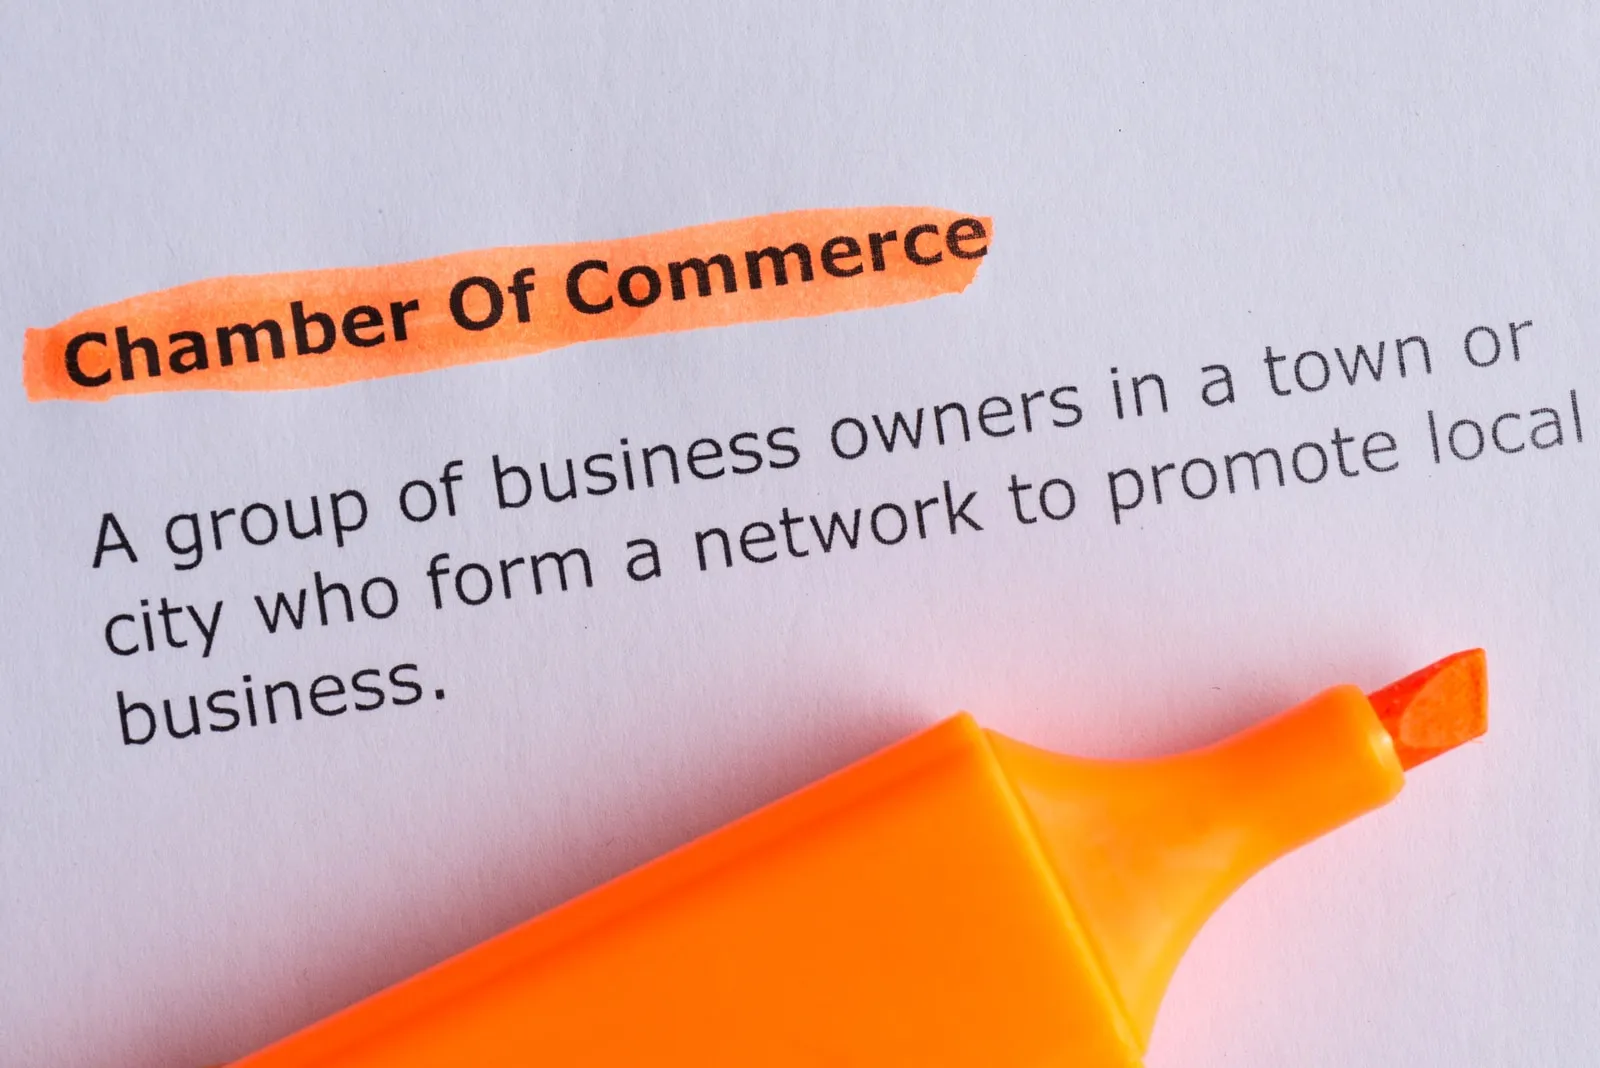 Chamber Of Commerce
A group of business owners in a town or
city who form a network to promote local
business.